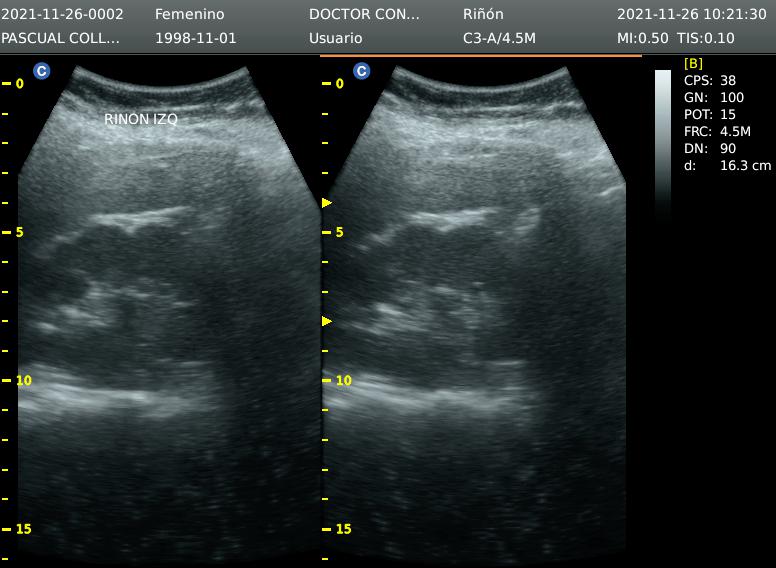 2021-11-26-0002 Femenino DOCTOR CON... Riñón 2021-11-26 10:21:30
PASCUAL COLL... 1998-11-01 Usuario C3-A/4.5M MI:0.50 TIS:0.10
C C
[B]
CPS: 38
GN: 100
POT: 15
FRC: 4.5M
DN: 90
d: 16.3 cm
RINON IZQ
0 0
5 5
10 10
15 15